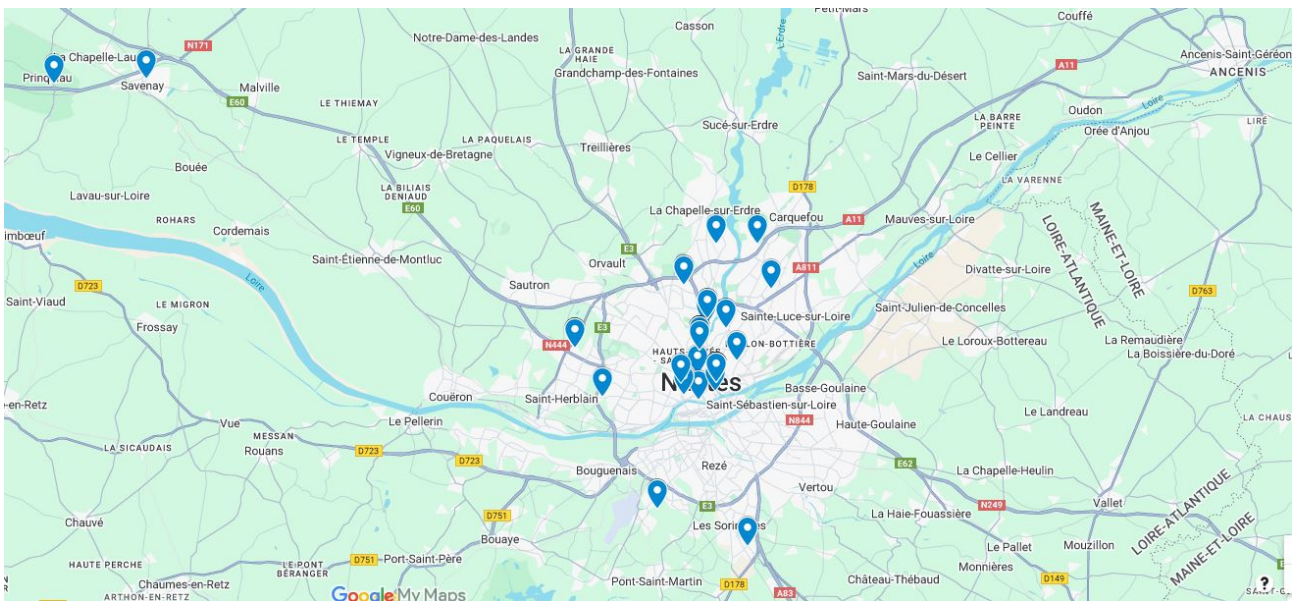 Petit-Mars
Couffé
Casson
Notre-Dame-des-Landes
N171
LA GRANDE
HAIE
Grandchamp-des-Fontaines
L'Erdre
A11
Ancenis-Saint-Géréon
ANCENIS
Prinquiau
Savenay
Malville
E60
LE THIEMAY
Saint-Mars-du-Désert
Loire
Oudon
LA BARRE
PEINTE
Orée d'Anjou
LIRÉ
Sucé-sur-Erdre
LE TEMPLE
LA PAQUELAIS
Treillières
Vigneux-de-Bretagne
Le Cellier
Bouée
LA VARENNE
D178
LA BILIAIS
DENIAUD
E60
Lavau-sur-Loire
ROHARS
Cordemais
La Chapelle-sur-Erdre
Carquefou
A11
Mauves-sur-Loire
LOIRE-ATLANTIQUE
MAINE-ET-LOIRE
E3
Orvault
Saint-Étienne-de-Montluc
Loire
A811
Loire
Divatte-sur-Loire
D723
Sautron
Saint-Viaud
LE MIGRON
D763
Frossay
Saint-Julien-de-Concelles
Sainte-Luce-sur-Loire
E3
N444
Le Loroux-Bottereau
La Remaudière
La Boissière-du-Doré
Nantes
Basse-Goulaine
Couëron
Saint-Herblain
Saint-Sébastien-sur-Loire
Le Landreau
Vue
Le Pellerin
N844
Haute-Goulaine
MESSAN
Rouans
LA SICAUDAIS
D723
D723
Bouguenais
Rezé
E62
La Chapelle-Heulin
Vertou
N249
Vallet
LOIRE-ATLANTIQUE
MAINE-ET-LOIRE
E3
D751
Chauvé
Les Sorinières
La Haie-Fouassière
Bouaye
Le Pallet
Mouzillon
HAUTE PERCHE
LE PONT
BÉRANGER
D751
Port-Saint-Père
Monnières
Chaumes-en-Retz
ARTHON-EN-RETZ
Pont-Saint-Martin
D178
A83
Château-Thébaud
D149
Google My Maps
?